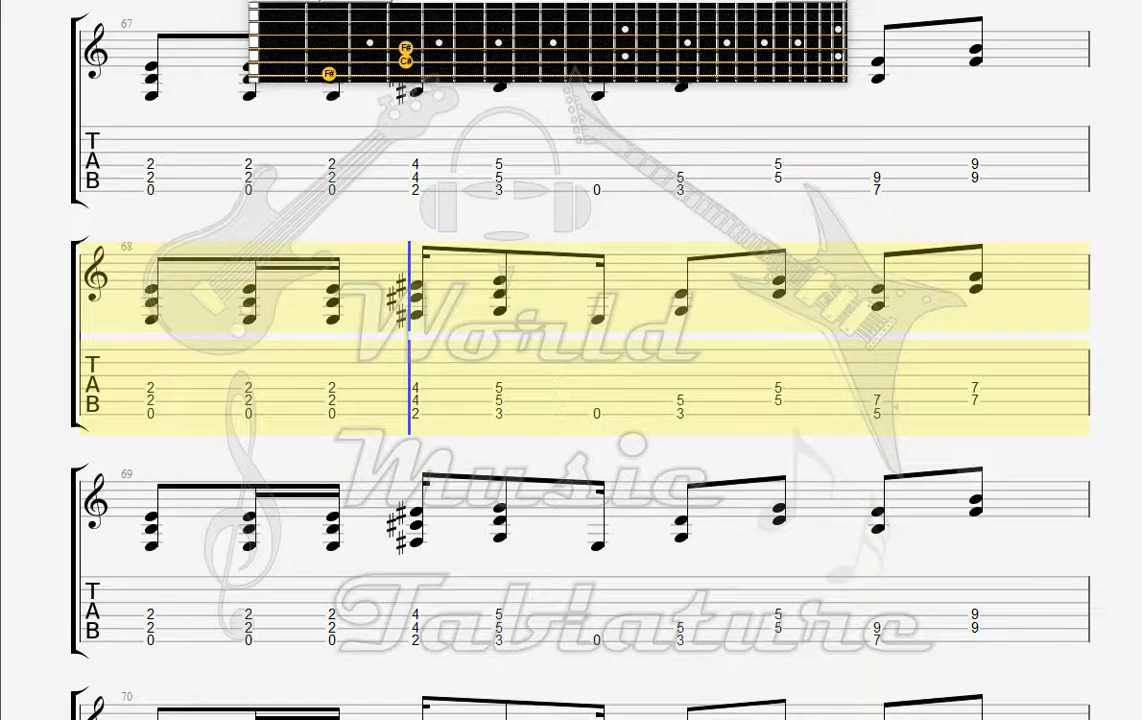 67
F#
C#
F#
T
A
B
2 2 2 4 5 5 9
2 2 2 4 5 5 5 9 9
0 0 0 2 3 0 3 7
68
T
A
B
2 2 2 4 5 5 7
2 2 2 4 5 5 5 7 7
0 0 0 2 3 0 3 5
World
Music
69
T
A
B
2 2 2 4 5 5 9
2 2 2 4 5 5 5 9 9
0 0 0 2 3 0 3 7
Tablature
70